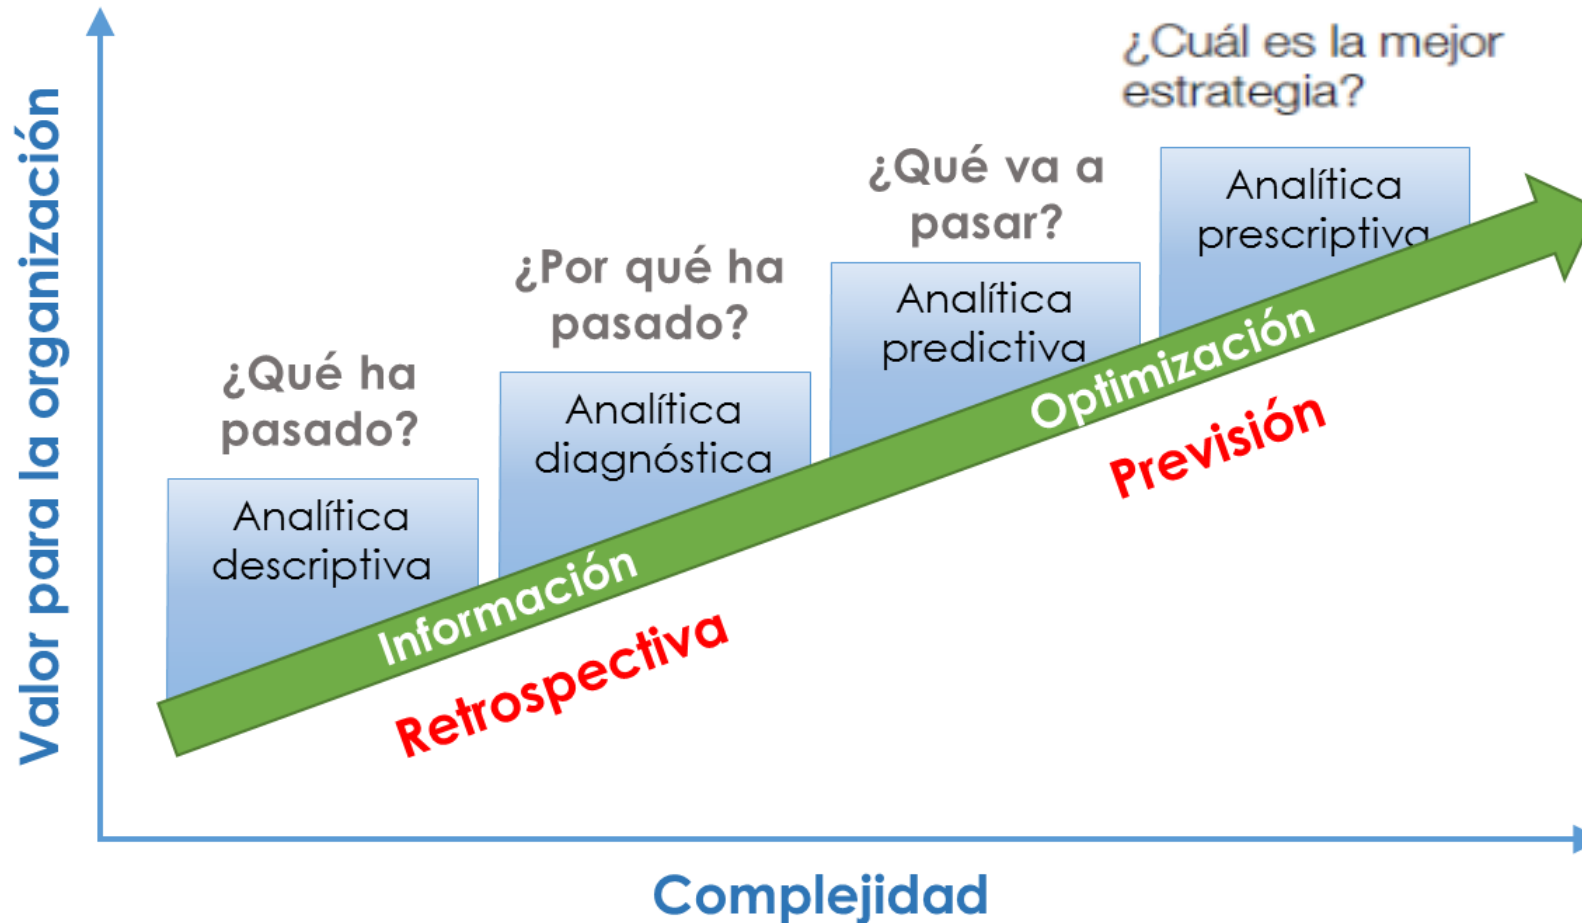 ¿Cuál es la mejor
estrategia?
Analítica
prescriptiva
¿Qué va a
pasar?
Analítica
predictiva
¿Por qué ha
pasado?
Analítica
diagnóstica
¿Qué ha
pasado?
Analítica
descriptiva
Información
Optimización
Retrospectiva
Previsión
Valor para la organización
Complejidad